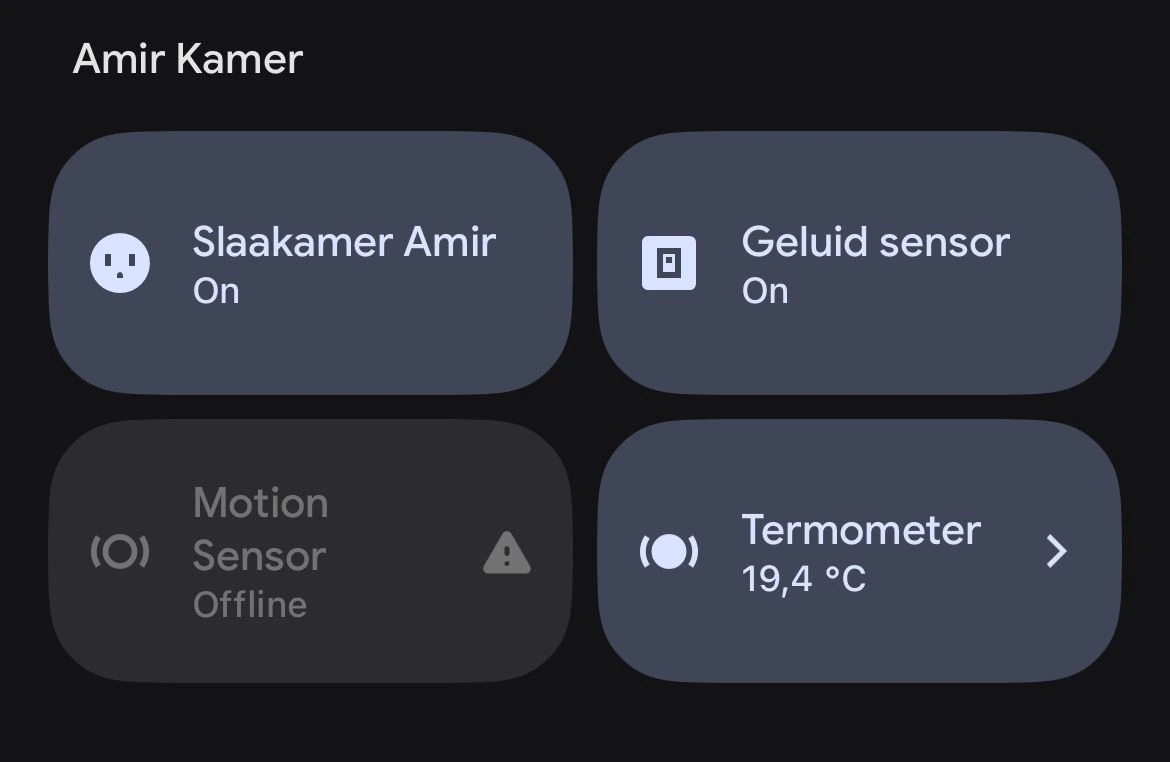 Amir Kamer
Slaakamer Amir
On
Geluid sensor
On
Motion
Sensor
Offline
Termometer
19,4 °C